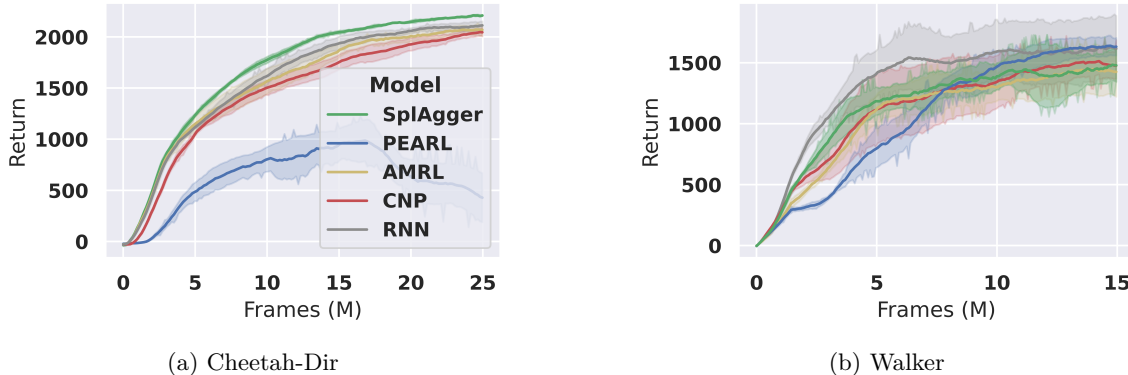 2000
1500
1000
500
0
Return
Model
SplAgger
PEARL
AMRL
CNP
RNN
0 5 10 15 20 25
Frames (M)
(a) Cheetah-Dir
1500
1000
500
0
Return
0 5 10 15
Frames (M)
(b) Walker